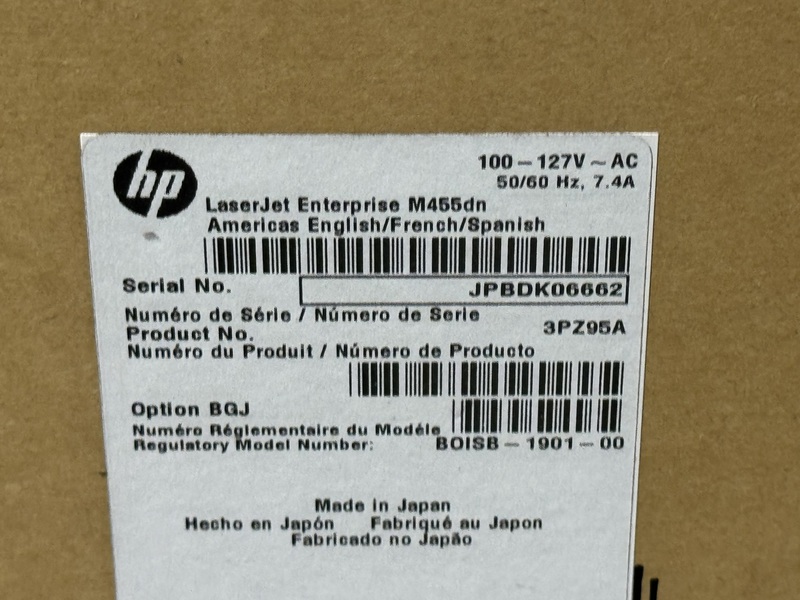 hp
100-127V~AC
50/60 Hz, 7.4A
LaserJet Enterprise M455dn
Americas English/French/Spanish
Serial No. JPBDK06662
Numéro de Série / Número de Serie
Product No. 3PZ95A
Numéro du Produit / Número de Producto
Option BGJ
Numéro Réglementaire du Modéle
Regulatory Model Number: BOISB-1901-00
Made in Japan
Hecho en Japón Fabriqué au Japon
Fabricado no Japão